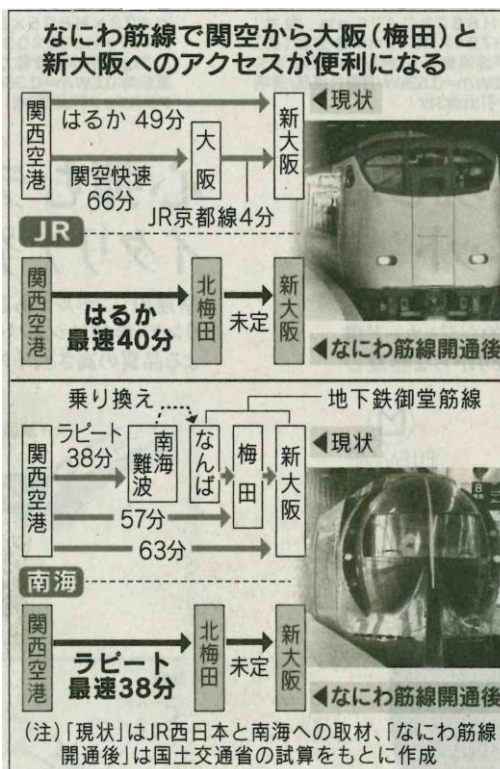 なにわ筋線で関空から大阪(梅田)と
新大阪へのアクセスが便利になる
関西空港
はるか 49分
新大阪
◀現状
関空快速
66分
大阪
JR京都線4分
JR
関西空港
はるか
最速40分
北梅田
未定
新大阪
◀なにわ筋線開通後
乗り換え
地下鉄御堂筋線
関西空港
ラピート
38分
南海
難波
なんば
梅田
新大阪
◀現状
57分
63分
南海
関西空港
ラピート
最速38分
北梅田
未定
新大阪
◀なにわ筋線開通後
(注)「現状」はJR西日本と南海への取材、「なにわ筋線
開通後」は国土交通省の試算をもとに作成